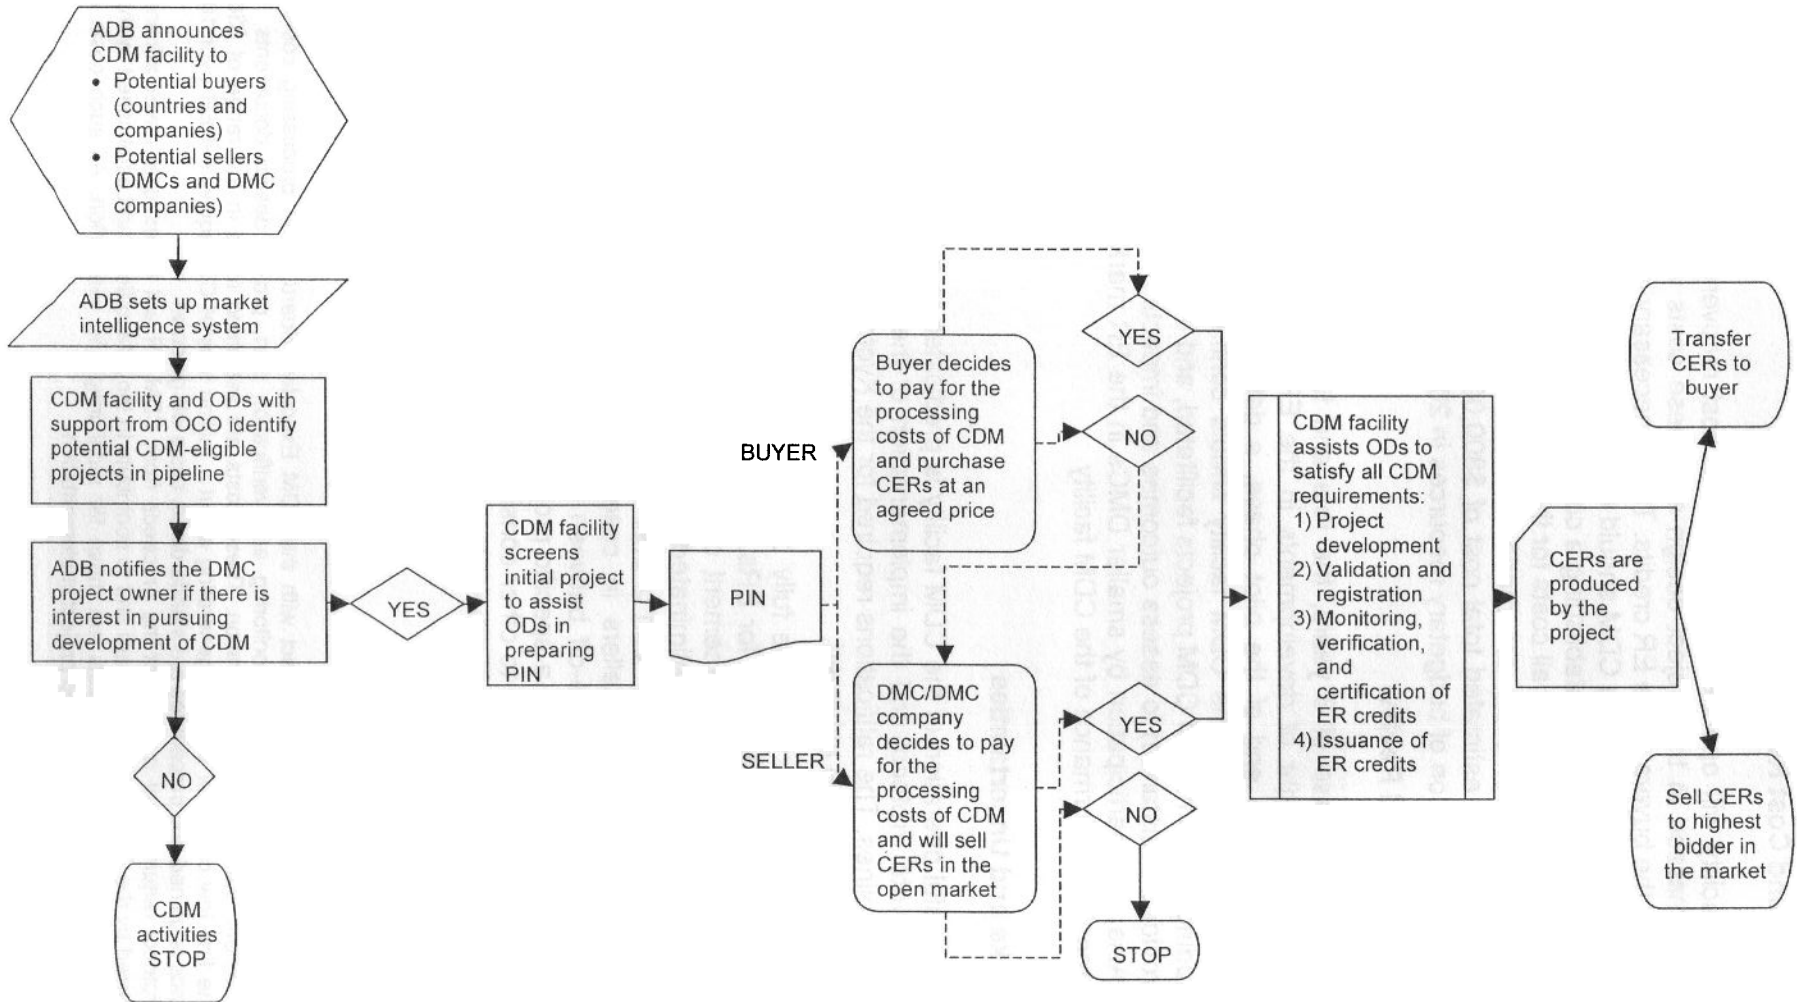 ADB announces
CDM facility to
• Potential buyers
(countries and
companies)
• Potential sellers
(DMCs and DMC
companies)
ADB sets up market
intelligence system
CDM facility and ODs with
support from OCO identify
potential CDM-eligible
projects in pipeline
ADB notifies the DMC
project owner if there is
interest in pursuing
development of CDM
NO
CDM
activities
STOP
YES
CDM facility
screens
initial project
to assist
ODs in
preparing
PIN
PIN
BUYER
SELLER
Buyer decides
to pay for the
processing
costs of CDM
and purchase
CERs at an
agreed price
YES
NO
DMC/DMC
company
decides to pay
for the
processing
costs of CDM
and will sell
CERs in the
open market
YES
NO
STOP
CDM facility
assists ODs to
satisfy all CDM
requirements:
1) Project
development
2) Validation and
registration
3) Monitoring,
verification,
and
certification of
ER credits
4) Issuance of
ER credits
CERs are
produced
by the
project
Transfer
CERs to
buyer
Sell CERs
to highest
bidder in
the market